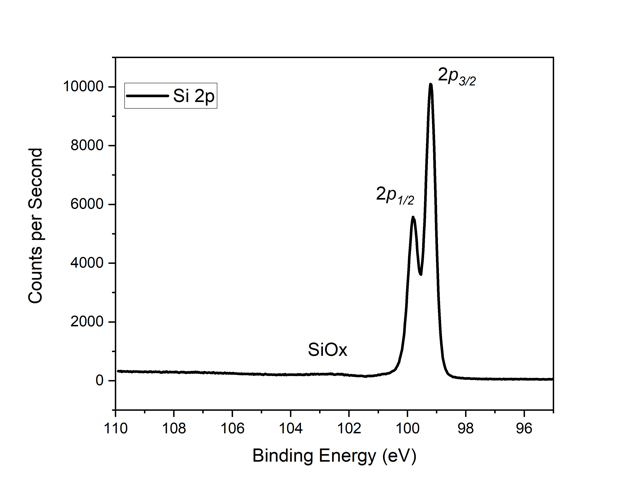 2p3/2
10000
Si 2p
8000
2p1/2
6000
4000
2000
SiOx
0
110 108 106 104 102 100 98 96
Counts per Second
Binding Energy (eV)